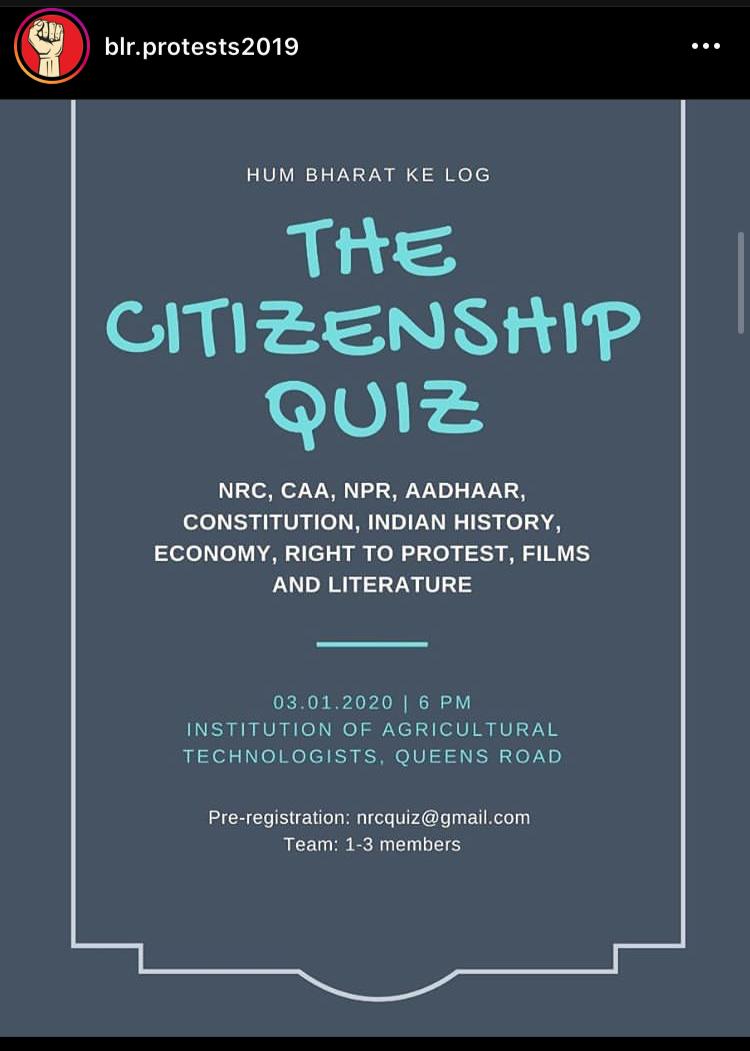 blr.protests2019
HUM BHARAT KE LOG
THE
CITIZENSHIP
QUIZ
NRC, CAA, NPR, AADHAAR,
CONSTITUTION, INDIAN HISTORY,
ECONOMY, RIGHT TO PROTEST, FILMS
AND LITERATURE
03.01.2020 | 6 PM
INSTITUTION OF AGRICULTURAL
TECHNOLOGISTS, QUEENS ROAD
Pre-registration: nrcquiz@gmail.com
Team: 1-3 members